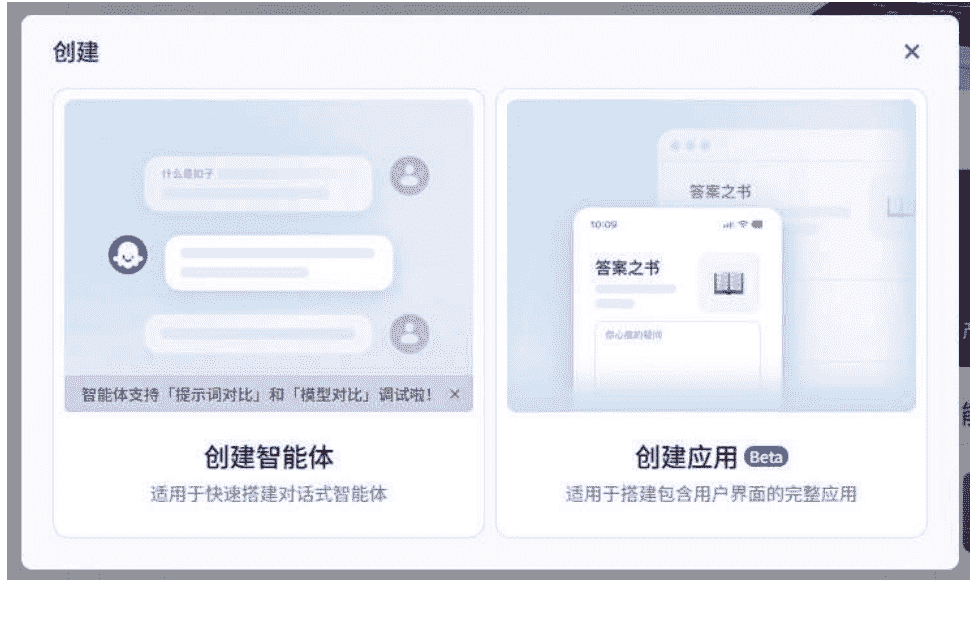 创建
什么是扣子
智能体支持「提示词对比」和「模型对比」调试啦！
创建智能体
适用于快速搭建对话式智能体
答案之书
10:09
答案之书
你心底的疑问
创建应用 Beta
适用于搭建包含用户界面的完整应用